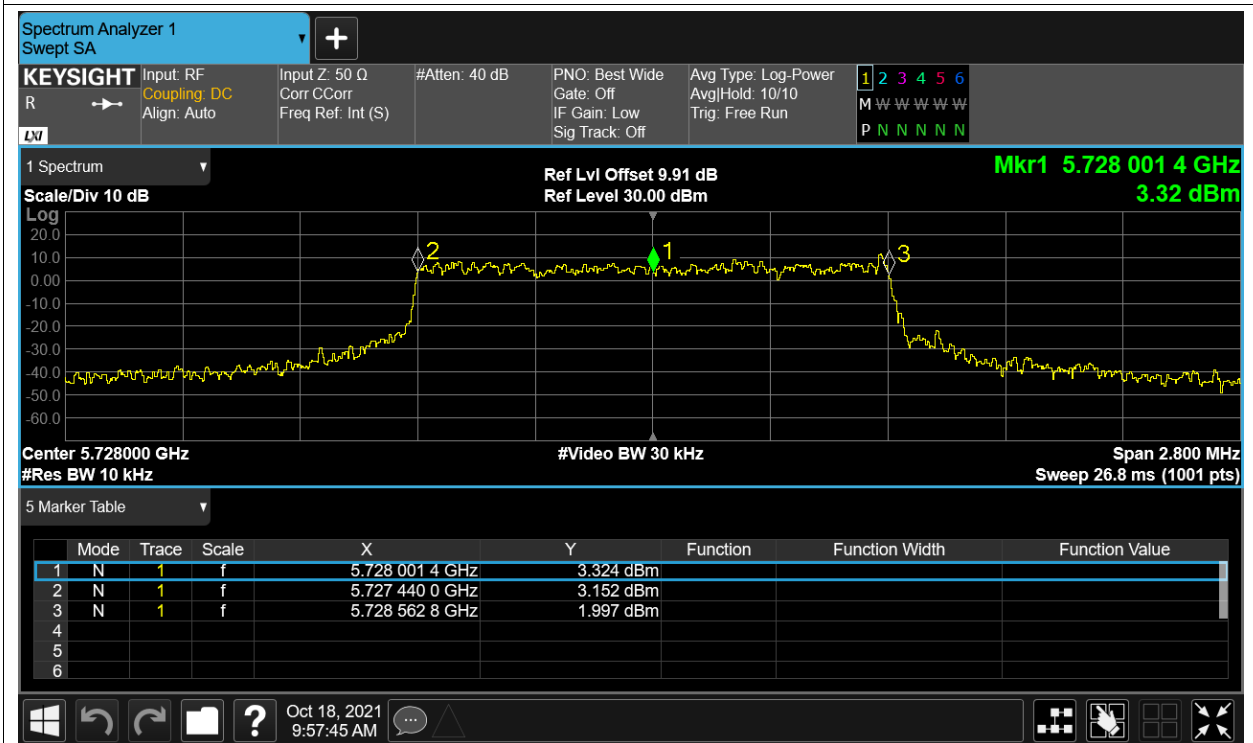 Spectrum Analyzer 1
Swept SA
KEYSIGHT Input: RF Input Z: 50 Ω #Atten: 40 dB PNO: Best Wide Avg Type: Log-Power 1 2 3 4 5 6
R Coupling: DC Corr CCorr Gate: Off Avg|Hold: 10/10 M W W W W W
Align: Auto Freq Ref: Int (S) IF Gain: Low Trig: Free Run
LXI Sig Track: Off P N N N N N
1 Spectrum Ref Lvl Offset 9.91 dB Mkr1 5.728 001 4 GHz
Scale/Div 10 dB Ref Level 30.00 dBm 3.32 dBm
Log
20.0
10.0 2 1 3
0.00
-10.0
-20.0
-30.0
-40.0
-50.0
-60.0
Center 5.728000 GHz #Video BW 30 kHz Span 2.800 MHz
#Res BW 10 kHz Sweep 26.8 ms (1001 pts)
5 Marker Table
Mode Trace Scale X Y Function Function Width Function Value
1 N 1 f 5.728 001 4 GHz 3.324 dBm
2 N 1 f 5.727 440 0 GHz 3.152 dBm
3 N 1 f 5.728 562 8 GHz 1.997 dBm
4
5
6
? Oct 18, 2021
9:57:45 AM